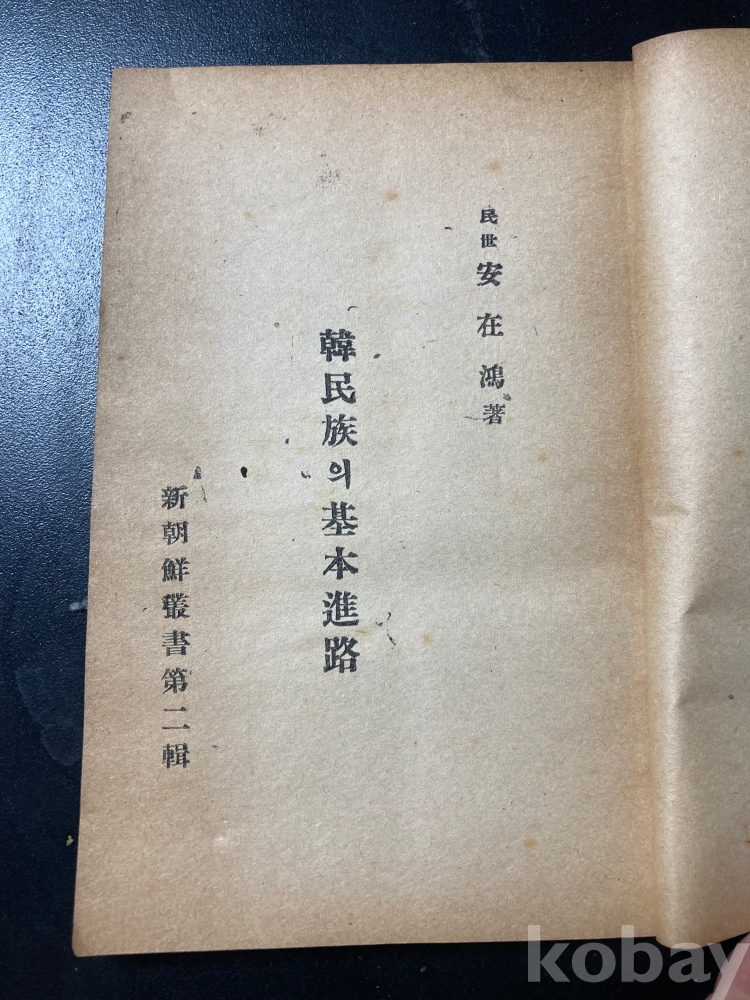 民世 安在鴻 著
韓民族의 基本進路
新朝鮮叢書第二輯
kobay